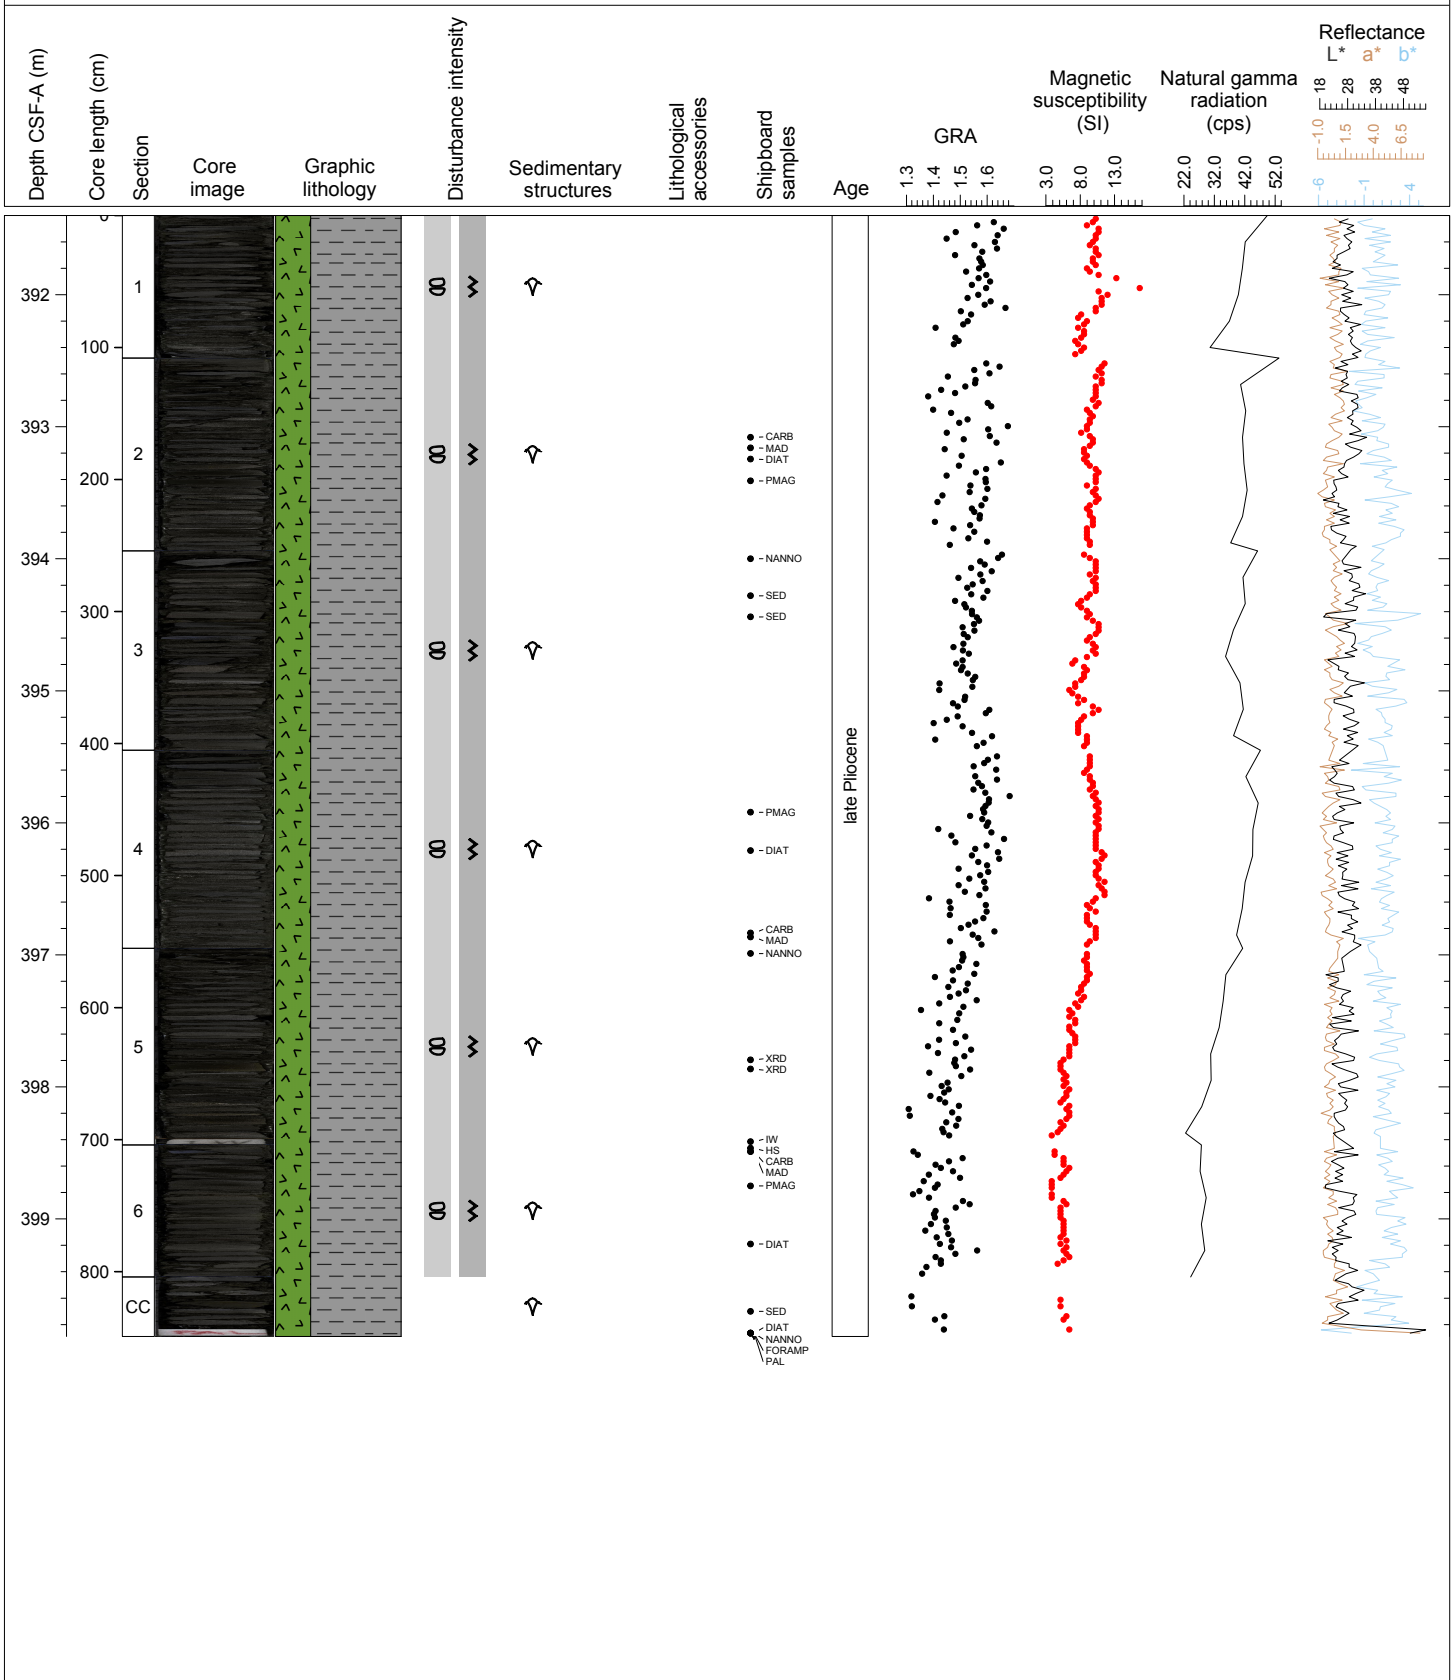 Depth CSF-A (m)
Core length (cm)
Section
Core
image
Graphic
lithology
Disturbance intensity
Sedimentary
structures
Lithological
accessories
Shipboard
samples
Age
GRA
1.3 1.4 1.5 1.6
Magnetic
susceptibility
(SI)
3.0 8.0 13.0
Natural gamma
radiation
(cps)
22.0 32.0 42.0 52.0
Reflectance
L* a* b*
18 28 38 48
-1.0 1.5 4.0 6.5
-6 -1 4
392
393
394
395
396
397
398
399
0
100
200
300
400
500
600
700
800
1
2
3
4
5
6
CC
CARB
MAD
DIAT
PMAG
NANNO
SED
SED
PMAG
DIAT
CARB
MAD
NANNO
XRD
XRD
IW
HS
CARB
MAD
PMAG
DIAT
SED
DIAT
NANNO
FORAMP
PAL
late Pliocene